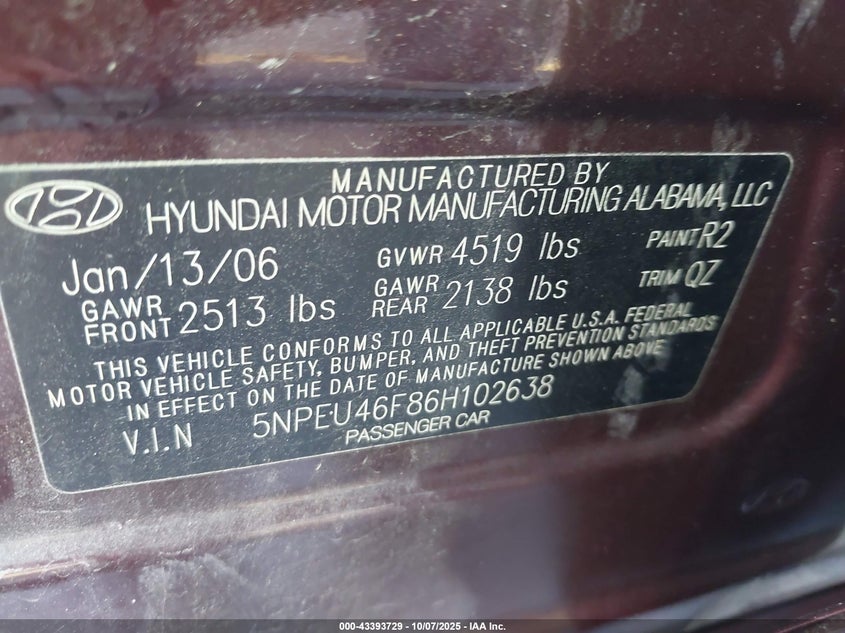 MANUFACTURED BY
HYUNDAI MOTOR MANUFACTURING ALABAMA, LLC
Jan/13/06 GVWR 4519 lbs PAINT R2
GAWR FRONT 2513 lbs GAWR REAR 2138 lbs TRIM QZ
THIS VEHICLE CONFORMS TO ALL APPLICABLE U.S.A. FEDERAL
MOTOR VEHICLE SAFETY, BUMPER, AND THEFT PREVENTION STANDARDS
IN EFFECT ON THE DATE OF MANUFACTURE SHOWN ABOVE
V.I.N 5NPEU46F86H102638
PASSENGER CAR
000-43393729 - 10/07/2025 - IAA Inc.